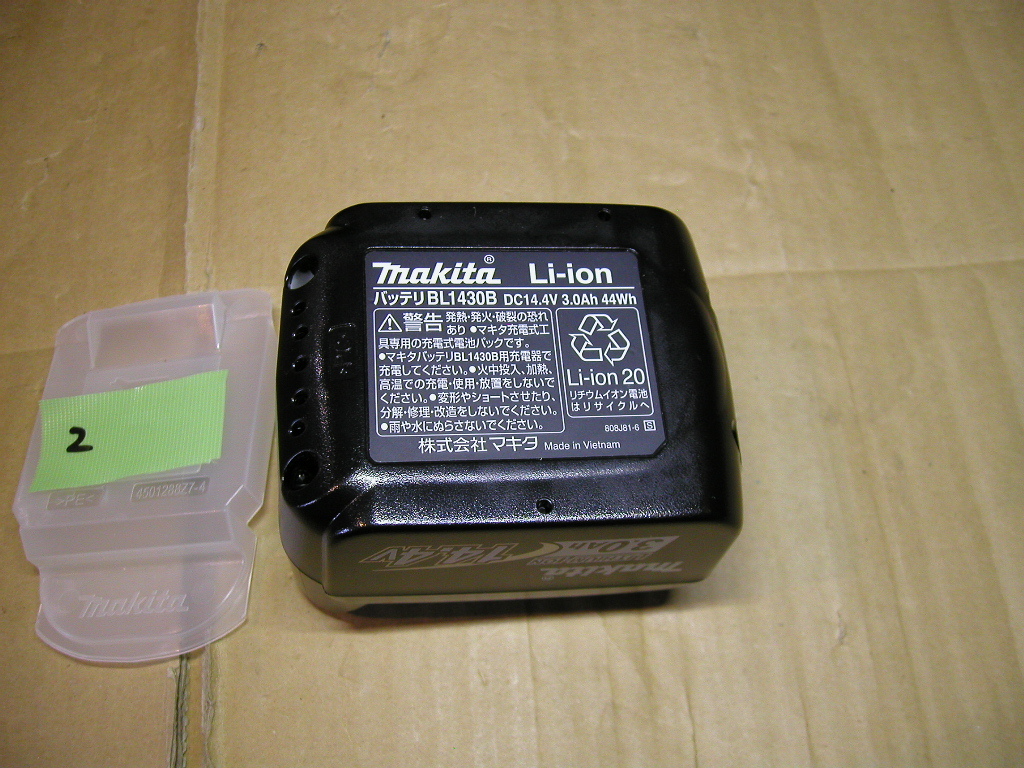 makita® Li-ion
バッテリ BL1430B DC14.4V 3.0Ah 44Wh
警告 発熱・発火・破裂の恐れ
あり ●マキタ充電式工
具専用の充電式電池パックです。
●マキタバッテリBL1430B用充電器で
充電してください。●火中投入、加熱、
高温での充電・使用・放置をしないで
ください。●変形やショートさせたり、
分解・修理・改造をしないでください。
●雨や水にぬらさないでください。
Li-ion 20
リチウムイオン電池
はリサイクルへ
808J81-6 S
株式会社マキタ Made in Vietnam
14.4V
3.0Ah
makita
2
>PE<
makita